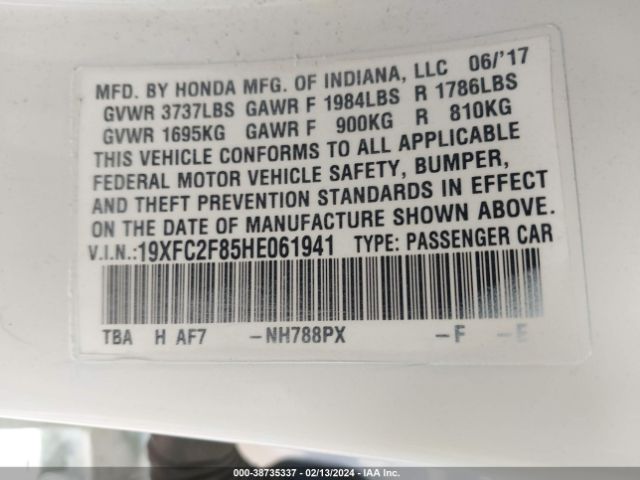 MFD. BY HONDA MFG. OF INDIANA, LLC 06/'17
GVWR 3737LBS GAWR F 1984LBS R 1786LBS
GVWR 1695KG GAWR F 900KG R 810KG
THIS VEHICLE CONFORMS TO ALL APPLICABLE
FEDERAL MOTOR VEHICLE SAFETY, BUMPER,
AND THEFT PREVENTION STANDARDS IN EFFECT
ON THE DATE OF MANUFACTURE SHOWN ABOVE.
V.I.N.:19XFC2F85HE061941 TYPE: PASSENGER CAR
TBA H AF7 -NH788PX -F -E
000-38735337 - 02/13/2024 - IAA Inc.